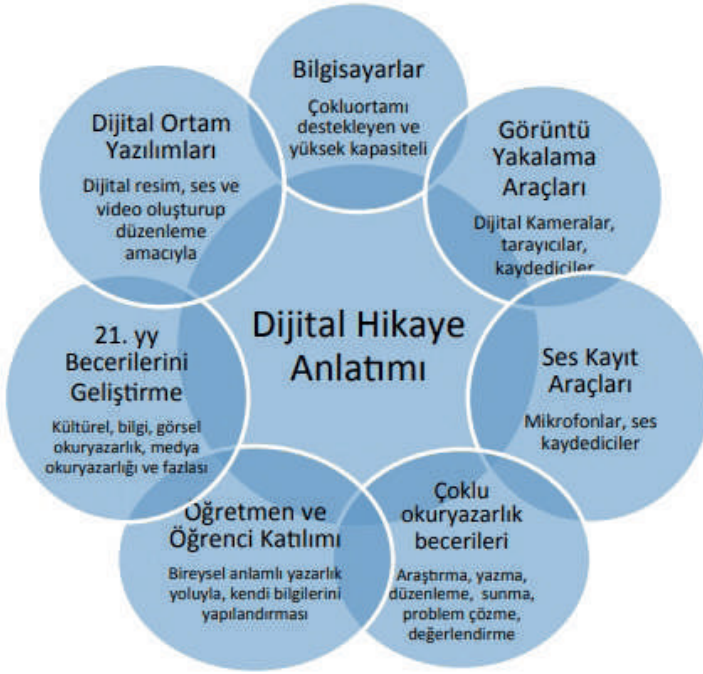 Bilgisayarlar
Çokluortamı
destekleyen ve
yüksek kapasiteli
Görüntü
Yakalama
Araçları
Dijital Kameralar,
tarayıcılar,
kaydediciler
Ses Kayıt
Araçları
Mikrofonlar, ses
kaydediciler
Çoklu
okuryazarlık
becerileri
Araştırma, yazma,
düzenleme, sunma,
problem çözme,
değerlendirme
Öğretmen ve
Öğrenci Katılımı
Bireysel anlamlı yazarlık
yoluyla, kendi bilgilerini
yapılandırması
21. yy
Becerilerini
Geliştirme
Kültürel, bilgi, görsel
okuryazarlık, medya
okuryazarlığı ve fazlası
Dijital Ortam
Yazılımları
Dijital resim, ses ve
video oluşturup
düzenleme
amacıyla
Dijital Hikaye
Anlatımı